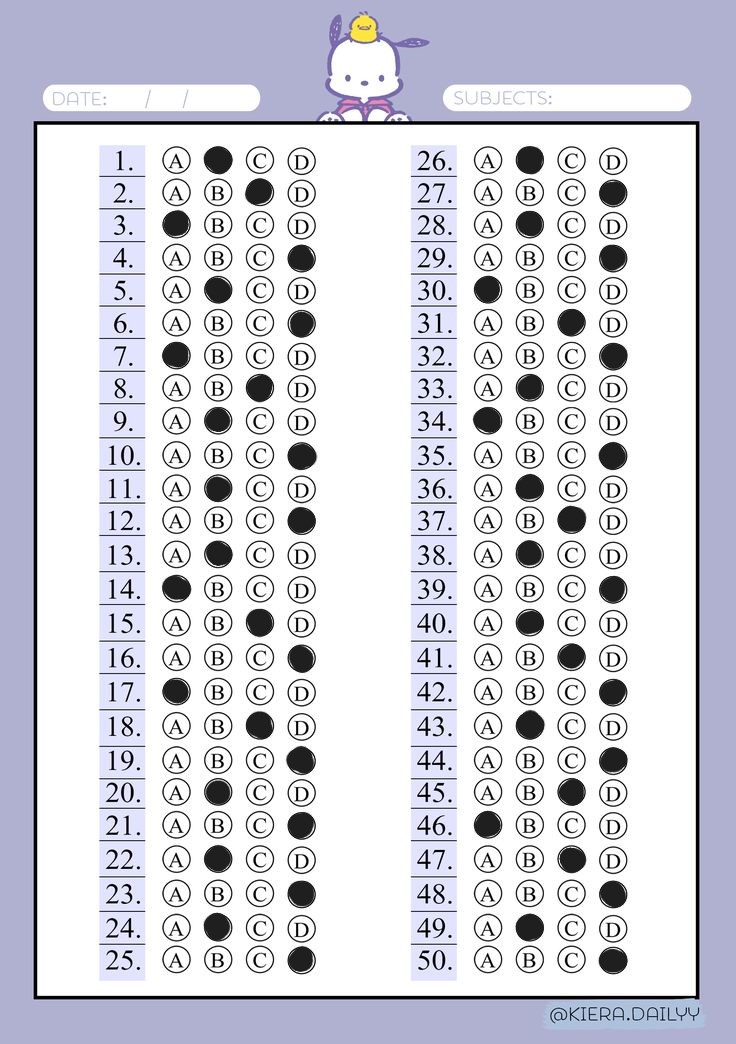 DATE: / /
SUBJECTS:
1. A C D
2. A B D
3. B C D
4. A B C
5. A C D
6. A B C
7. B C D
8. A B D
9. A C D
10. A B C
11. A C D
12. A B C
13. A C D
14. B C D
15. A B D
16. A B C
17. B C D
18. A B D
19. A B C
20. A C D
21. A B C
22. A C D
23. A B C
24. A C D
25. A B C
26. A C D
27. A B C
28. A C D
29. A B C
30. B C D
31. A B D
32. A B C
33. A C D
34. B C D
35. A B C
36. A C D
37. A B D
38. A C D
39. A B C
40. A C D
41. A B D
42. A B C
43. A C D
44. A B C
45. A B D
46. B C D
47. A B D
48. A B C
49. A C D
50. A B C
@KIERA.DAILYY